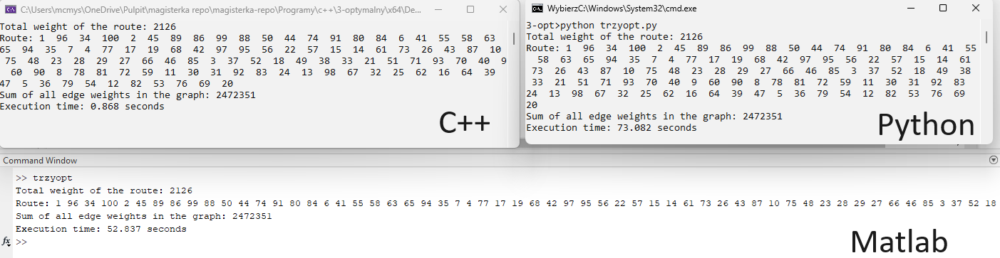 C:\Users\mcmys\OneDrive\Pulpit\magisterka repo\magisterka-repo\Programy\c++\3-optymalny\x64\De...
Total weight of the route: 2126
Route: 1 96 34 100 2 45 89 86 99 88 50 44 74 91 80 84 6 41 55 58 63
65 94 35 7 4 77 17 19 68 42 97 95 56 22 57 15 14 61 73 26 43 87 10
75 48 23 28 29 27 66 46 85 3 37 52 18 49 38 33 21 51 71 93 70 40 9
60 90 8 78 81 72 59 11 30 31 92 83 24 13 98 67 32 25 62 16 64 39
47 5 36 79 54 12 82 53 76 69 20
Sum of all edge weights in the graph: 2472351
Execution time: 0.868 seconds
C++
WybierzC:\Windows\System32\cmd.exe
3-opt>python trzyopt.py
Total weight of the route: 2126
Route: 1 96 34 100 2 45 89 86 99 88 50 44 74 91 80 84 6 41 55
58 63 65 94 35 7 4 77 17 19 68 42 97 95 56 22 57 15 14 61
73 26 43 87 10 75 48 23 28 29 27 66 46 85 3 37 52 18 49 38
33 21 51 71 93 70 40 9 60 90 8 78 81 72 59 11 30 31 92 83
24 13 98 67 32 25 62 16 64 39 47 5 36 79 54 12 82 53 76 69
20
Sum of all edge weights in the graph: 2472351
Execution time: 73.082 seconds
Python
Command Window
>> trzyopt
Total weight of the route: 2126
Route: 1 96 34 100 2 45 89 86 99 88 50 44 74 91 80 84 6 41 55 58 63 65 94 35 7 4 77 17 19 68 42 97 95 56 22 57 15 14 61 73 26 43 87 10 75 48 23 28 29 27 66 46 85 3 37 52 18
Sum of all edge weights in the graph: 2472351
Execution time: 52.837 seconds
fx >>
Matlab